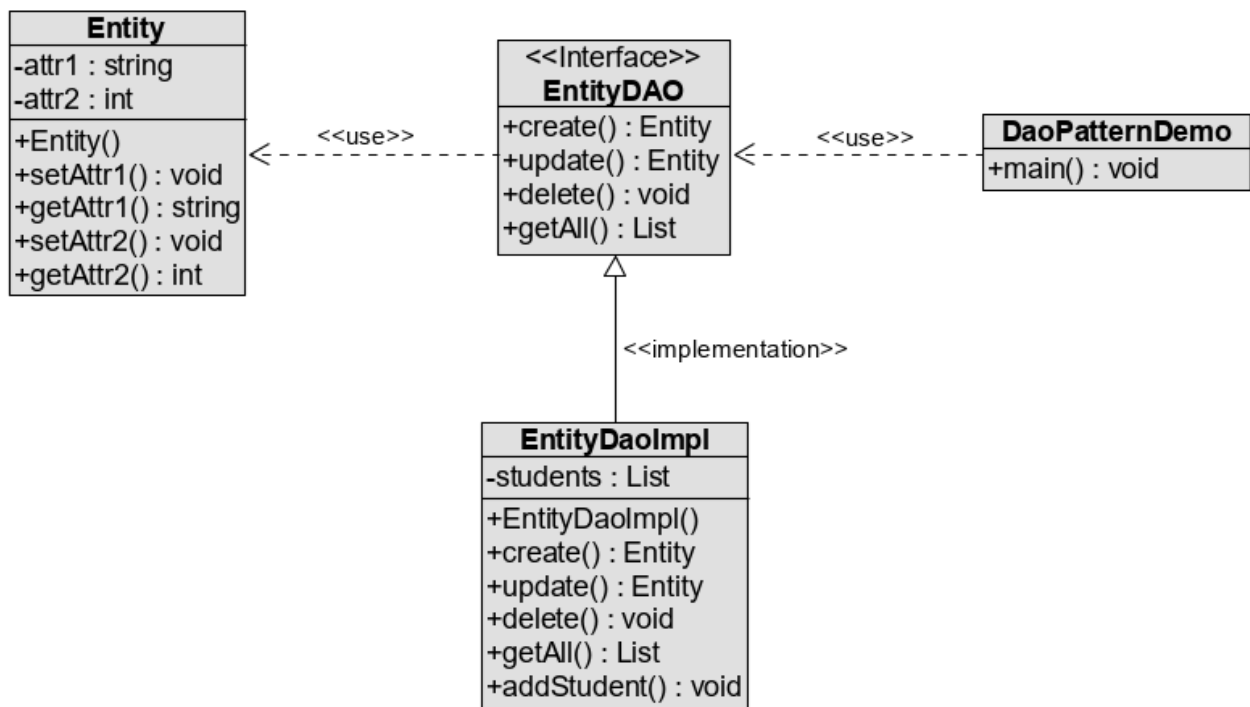 Entity
-attr1 : string
-attr2 : int
+Entity()
+setAttr1() : void
+getAttr1() : string
+setAttr2() : void
+getAttr2() : int
<<use>>
<<Interface>>
EntityDAO
+create() : Entity
+update() : Entity
+delete() : void
+getAll() : List
<<use>>
DaoPatternDemo
+main() : void
<<implementation>>
EntityDaoImpl
-students : List
+EntityDaoImpl()
+create() : Entity
+update() : Entity
+delete() : void
+getAll() : List
+addStudent() : void